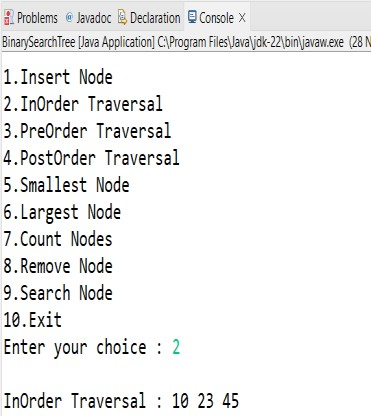 Problems @ Javadoc Declaration Console X
BinarySearchTree [Java Application] C:\Program Files\Java\jdk-22\bin\javaw.exe (28 N
1.Insert Node
2.InOrder Traversal
3.PreOrder Traversal
4.PostOrder Traversal
5.Smallest Node
6.Largest Node
7.Count Nodes
8.Remove Node
9.Search Node
10.Exit
Enter your choice : 2
InOrder Traversal : 10 23 45